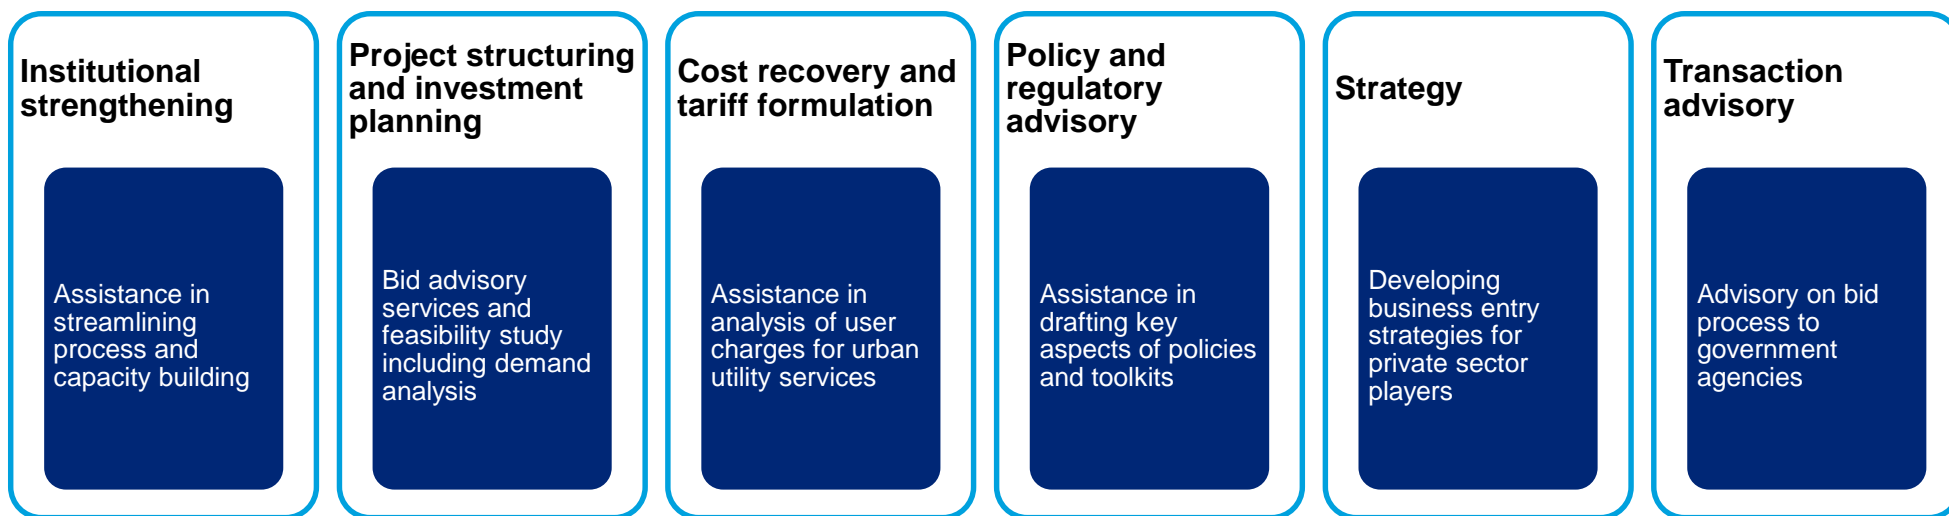 Institutional
strengthening
Assistance in
streamlining
process and
capacity building
Project structuring
and investment
planning
Bid advisory
services and
feasibility study
including demand
analysis
Cost recovery and
tariff formulation
Assistance in
analysis of user
charges for urban
utility services
Policy and
regulatory
advisory
Assistance in
drafting key
aspects of policies
and toolkits
Strategy
Developing
business entry
strategies for
private sector
players
Transaction
advisory
Advisory on bid
process to
government
agencies